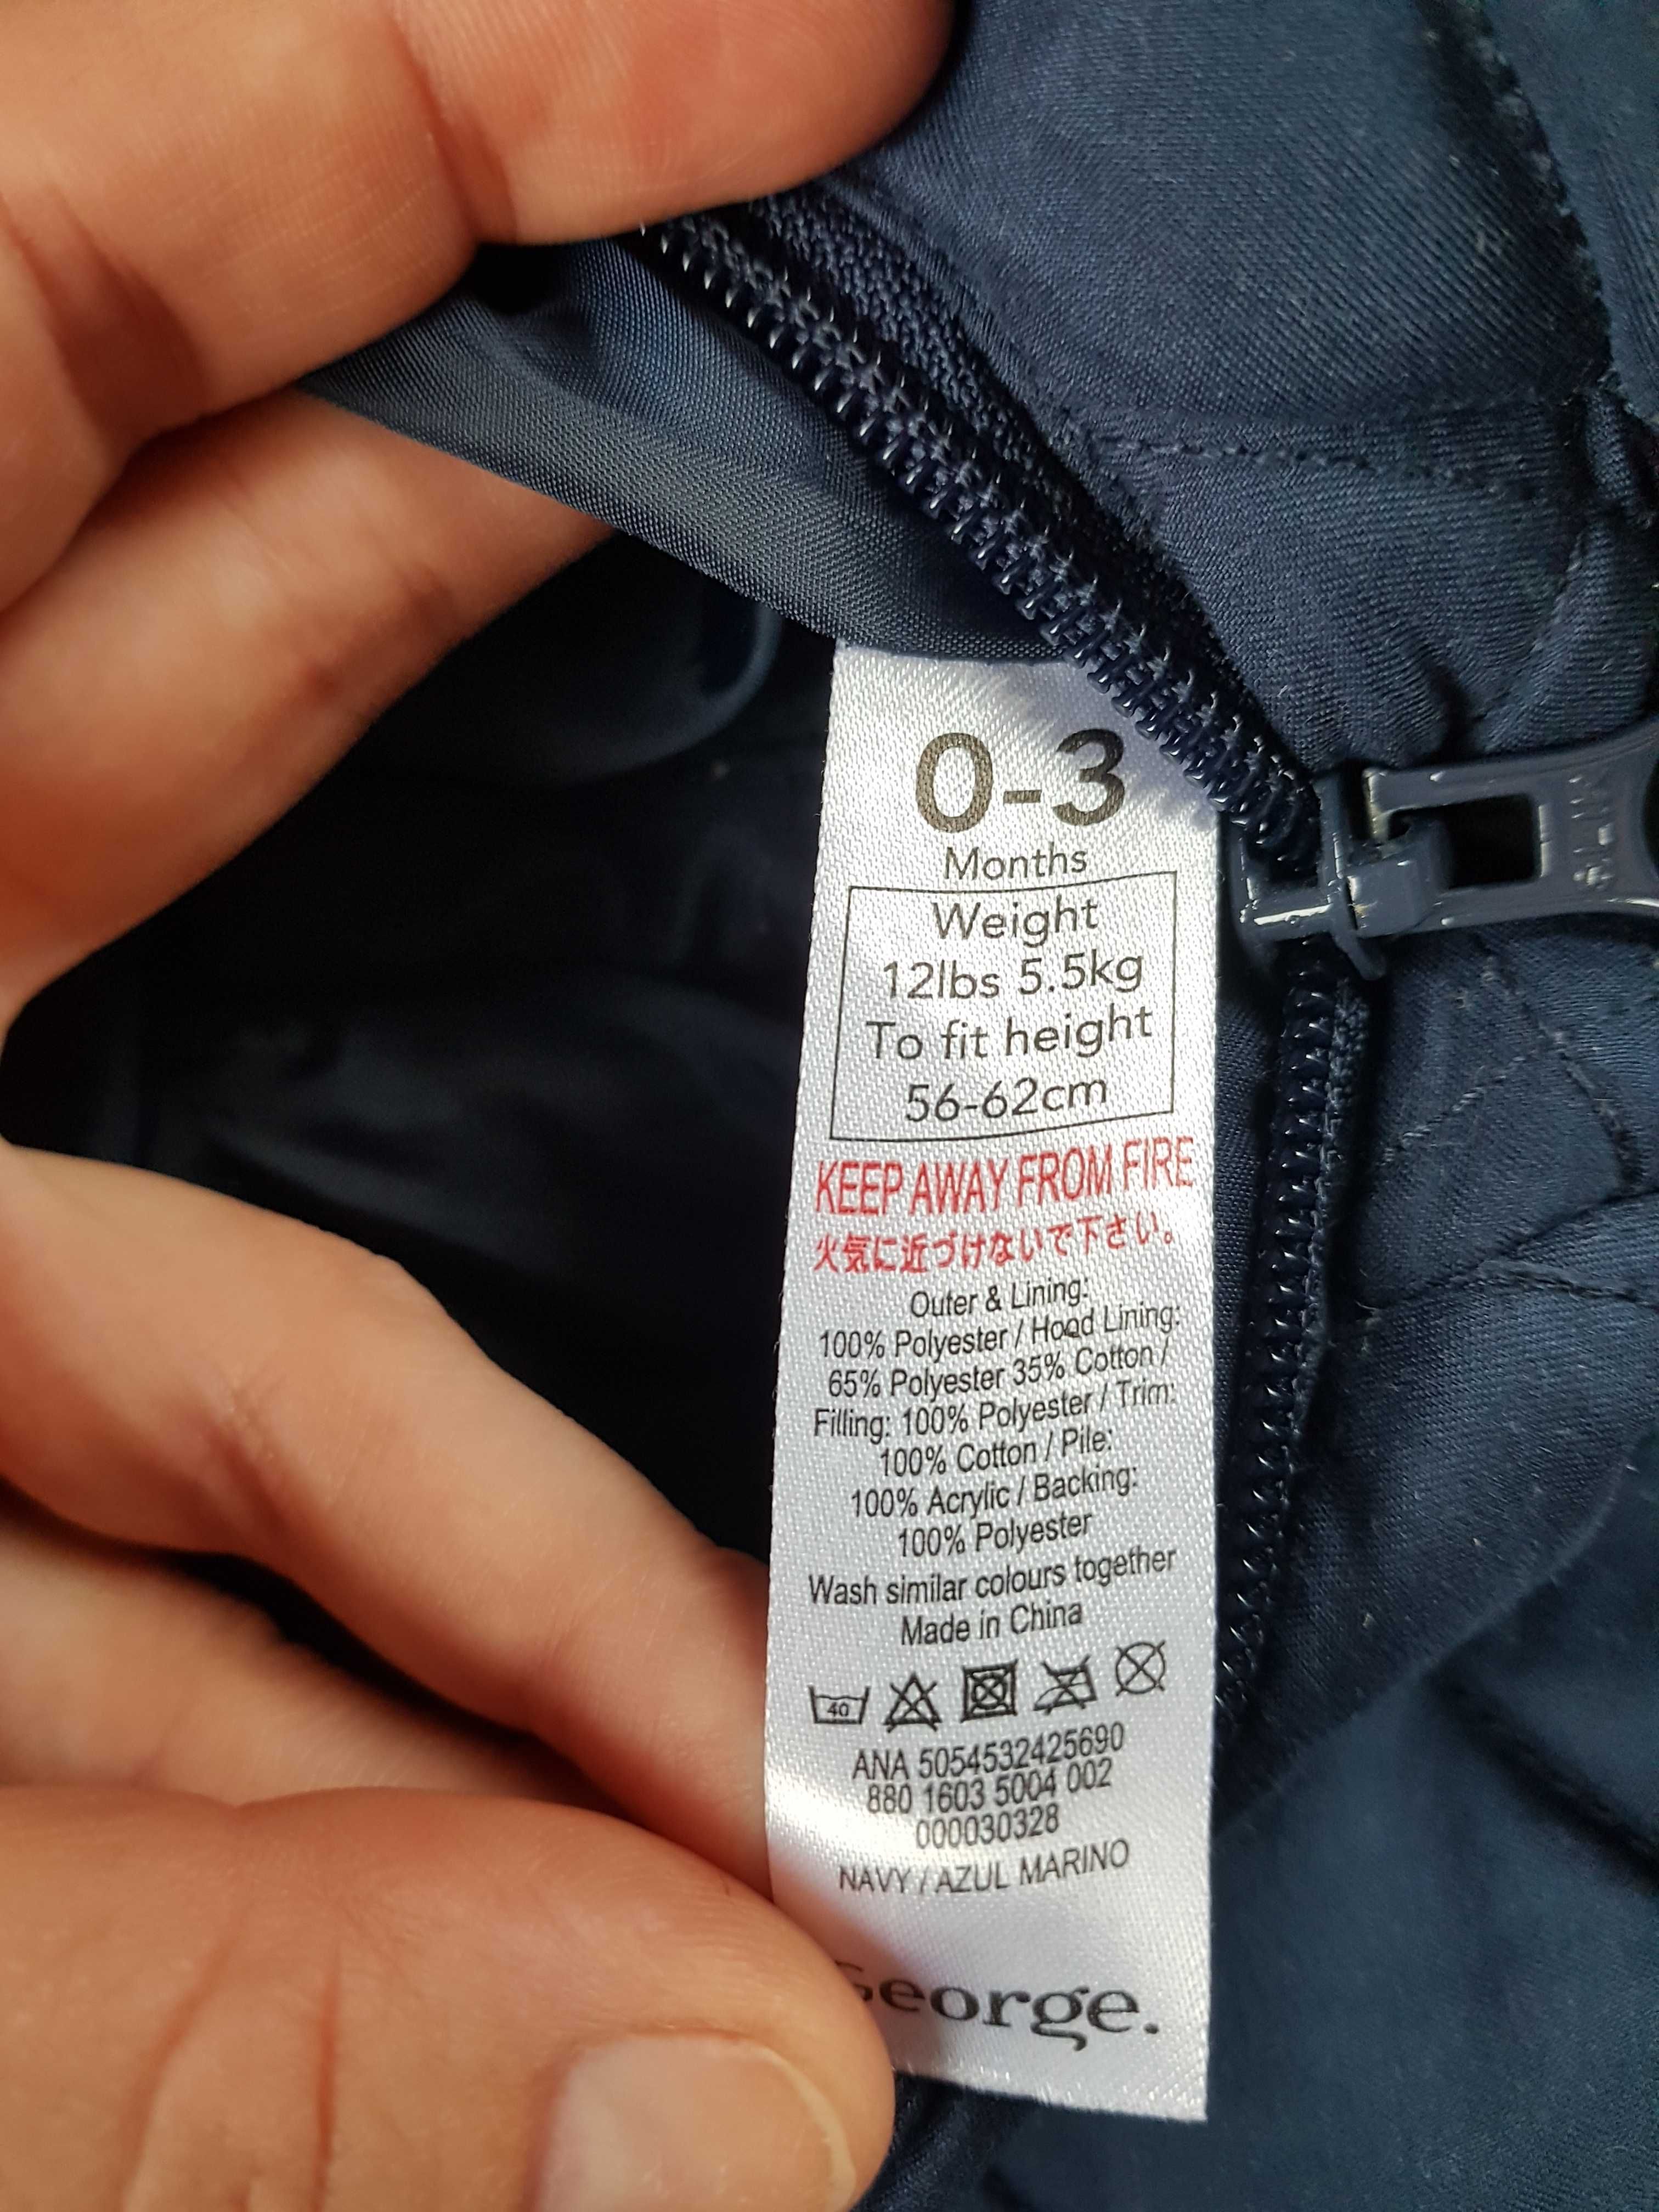 0-3
Months
Weight
12lbs 5.5kg
To fit height
56-62cm
KEEP AWAY FROM FIRE
火気に近づけないで下さい。
Outer & Lining:
100% Polyester / Hood Lining:
65% Polyester 35% Cotton /
Filling: 100% Polyester / Trim:
100% Cotton / Pile:
100% Acrylic / Backing:
100% Polyester
Wash similar colours together
Made in China
40
ANA 5054532425690
880 1603 5004 002
000030328
NAVY / AZUL MARINO
George.